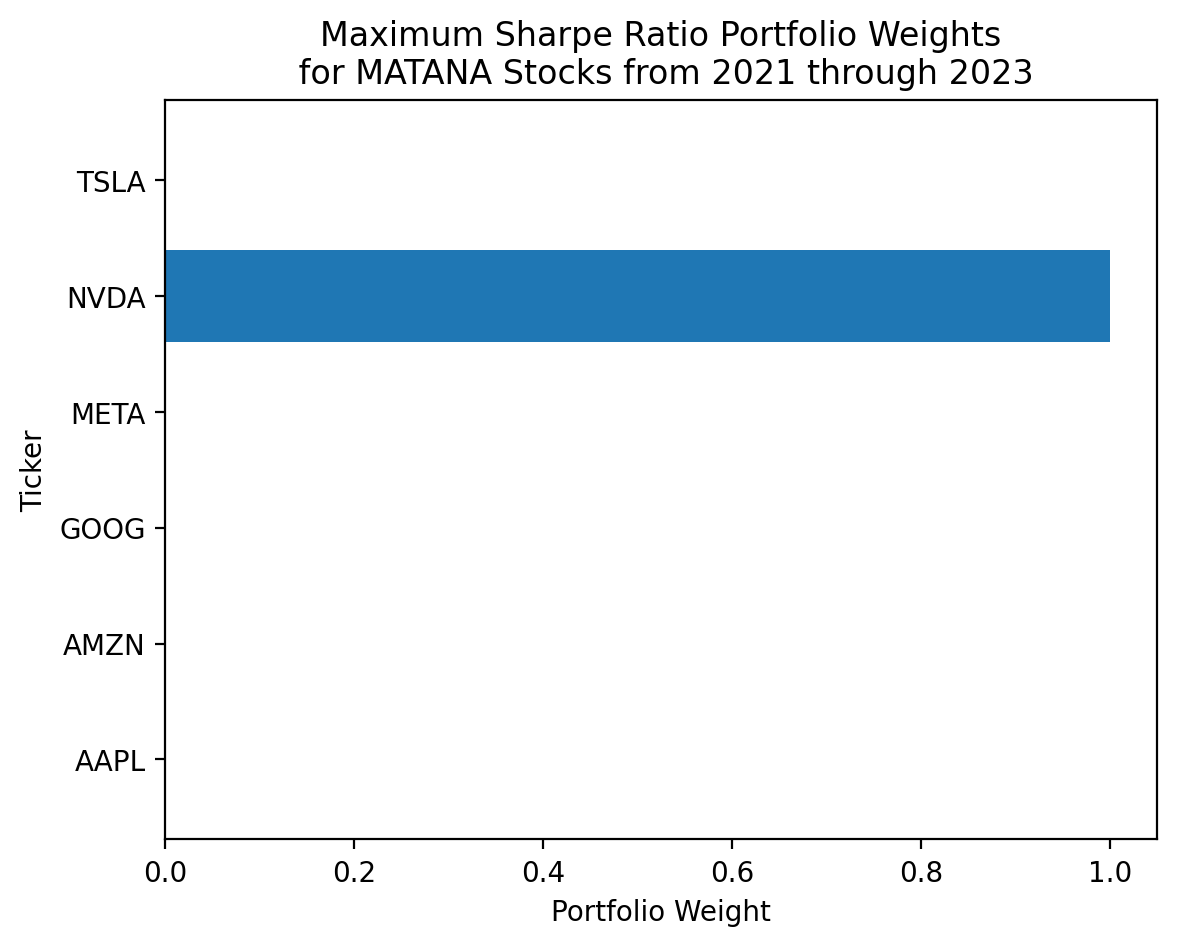 Maximum Sharpe Ratio Portfolio Weights
for MATANA Stocks from 2021 through 2023
TSLA
NVDA
META
GOOG
AMZN
AAPL
Ticker
0.0 0.2 0.4 0.6 0.8 1.0
Portfolio Weight